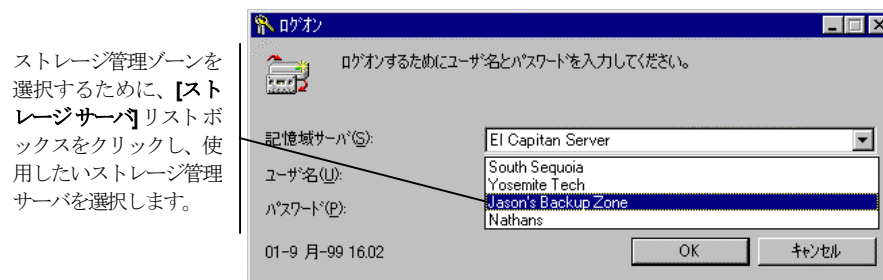 ストレージ管理ゾーンを
選択するために、[スト
レージ サーバ] リスト ボ
ックスをクリックし、使
用したいストレージ管理
サーバを選択します。
ログオン
ログオンするためにユーザ名とパスワードを入力してください。
記憶域サーバ(S):
El Capitan Server
South Sequoia
ユーザ名(U):
Yosemite Tech
Jason's Backup Zone
パスワード(P):
Nathans
01-9 月-99 16.02
OK
キャンセル